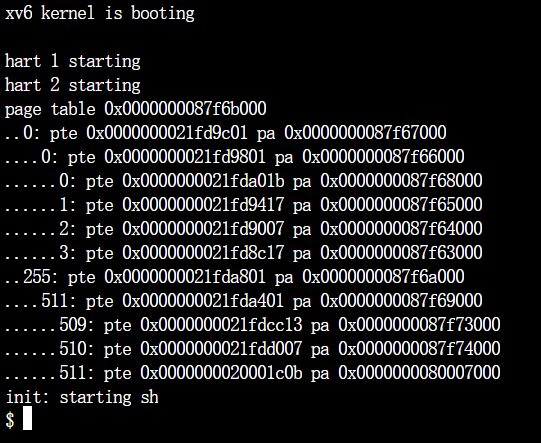 xv6 kernel is booting
hart 1 starting
hart 2 starting
page table 0x0000000087f6b000
..0: pte 0x0000000021fd9c01 pa 0x0000000087f67000
....0: pte 0x0000000021fd9801 pa 0x0000000087f66000
......0: pte 0x0000000021fda01b pa 0x0000000087f68000
......1: pte 0x0000000021fd9417 pa 0x0000000087f65000
......2: pte 0x0000000021fd9007 pa 0x0000000087f64000
......3: pte 0x0000000021fd8c17 pa 0x0000000087f63000
..255: pte 0x0000000021fda801 pa 0x0000000087f6a000
....511: pte 0x0000000021fda401 pa 0x0000000087f69000
......509: pte 0x0000000021fdcc13 pa 0x0000000087f73000
......510: pte 0x0000000021fdd007 pa 0x0000000087f74000
......511: pte 0x0000000020001c0b pa 0x0000000080007000
init: starting sh
$